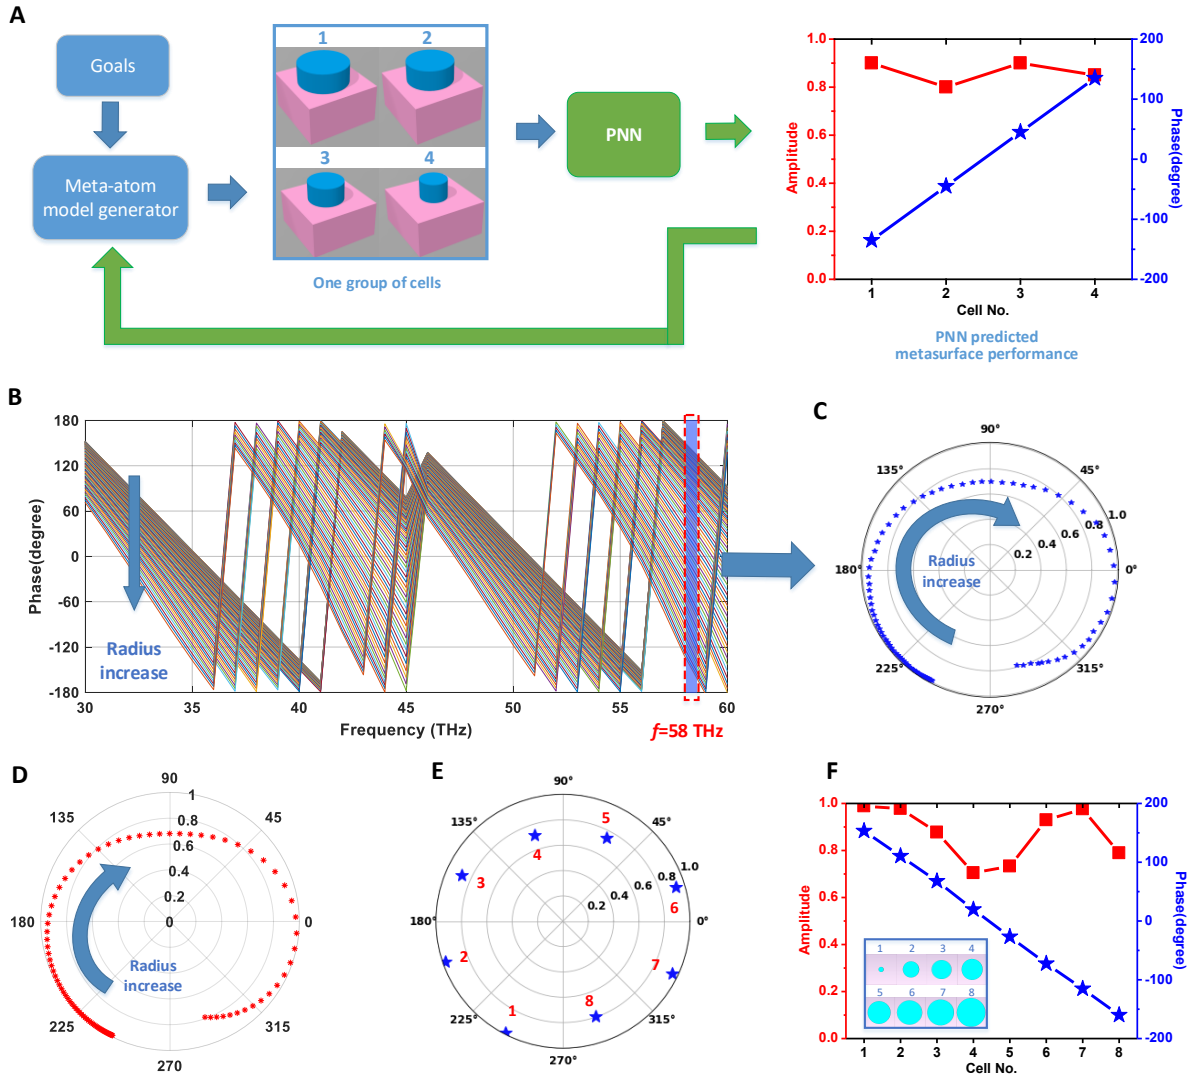 A
Goals
Meta-atom
model generator
1 2
3 4
One group of cells
PNN
1.0
0.8
0.6
0.4
0.2
0.0
Amplitude
200
100
0
-100
-200
Phase(degree)
1 2 3 4
Cell No.
PNN predicted
metasurface performance
B
180
120
60
0
-60
-120
-180
Phase(degree)
Radius
increase
30 35 40 45 50 55 60
Frequency (THz)
f=58 THz
C
90°
135° 45°
1.0
0.8
0.6
0.4
0.2
180° 0°
Radius
increase
225° 315°
270°
D
90
1
135 45
0.8
0.6
0.4
0.2
180 0 0
Radius
increase
225 315
270
E
90°
135° 45°
5
4
1.0
0.8
0.6
0.4
0.2
3
6
180° 0°
2 7
1 8
225° 315°
270°
F
1.0
0.8
0.6
0.4
0.2
0.0
Amplitude
200
100
0
-100
-200
Phase(degree)
1 2 3 4
5 6 7 8
1 2 3 4 5 6 7 8
Cell No.